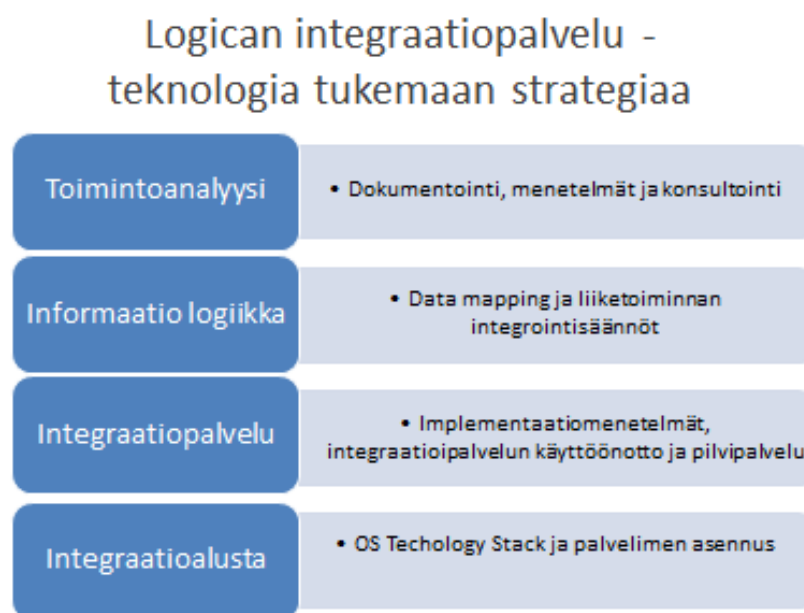 Logican integraatiopalvelu -
teknologia tukemaan strategiaa
Toimintoanalyysi
• Dokumentointi, menetelmät ja konsultointi
Informaatio logiikka
• Data mapping ja liiketoiminnan
integrointisäännöt
Integraatiopalvelu
• Implementaatiomenetelmät,
integraatioipalvelun käyttöönotto ja pilvipalvelu
Integraatioalusta
• OS Techology Stack ja palvelimen asennus